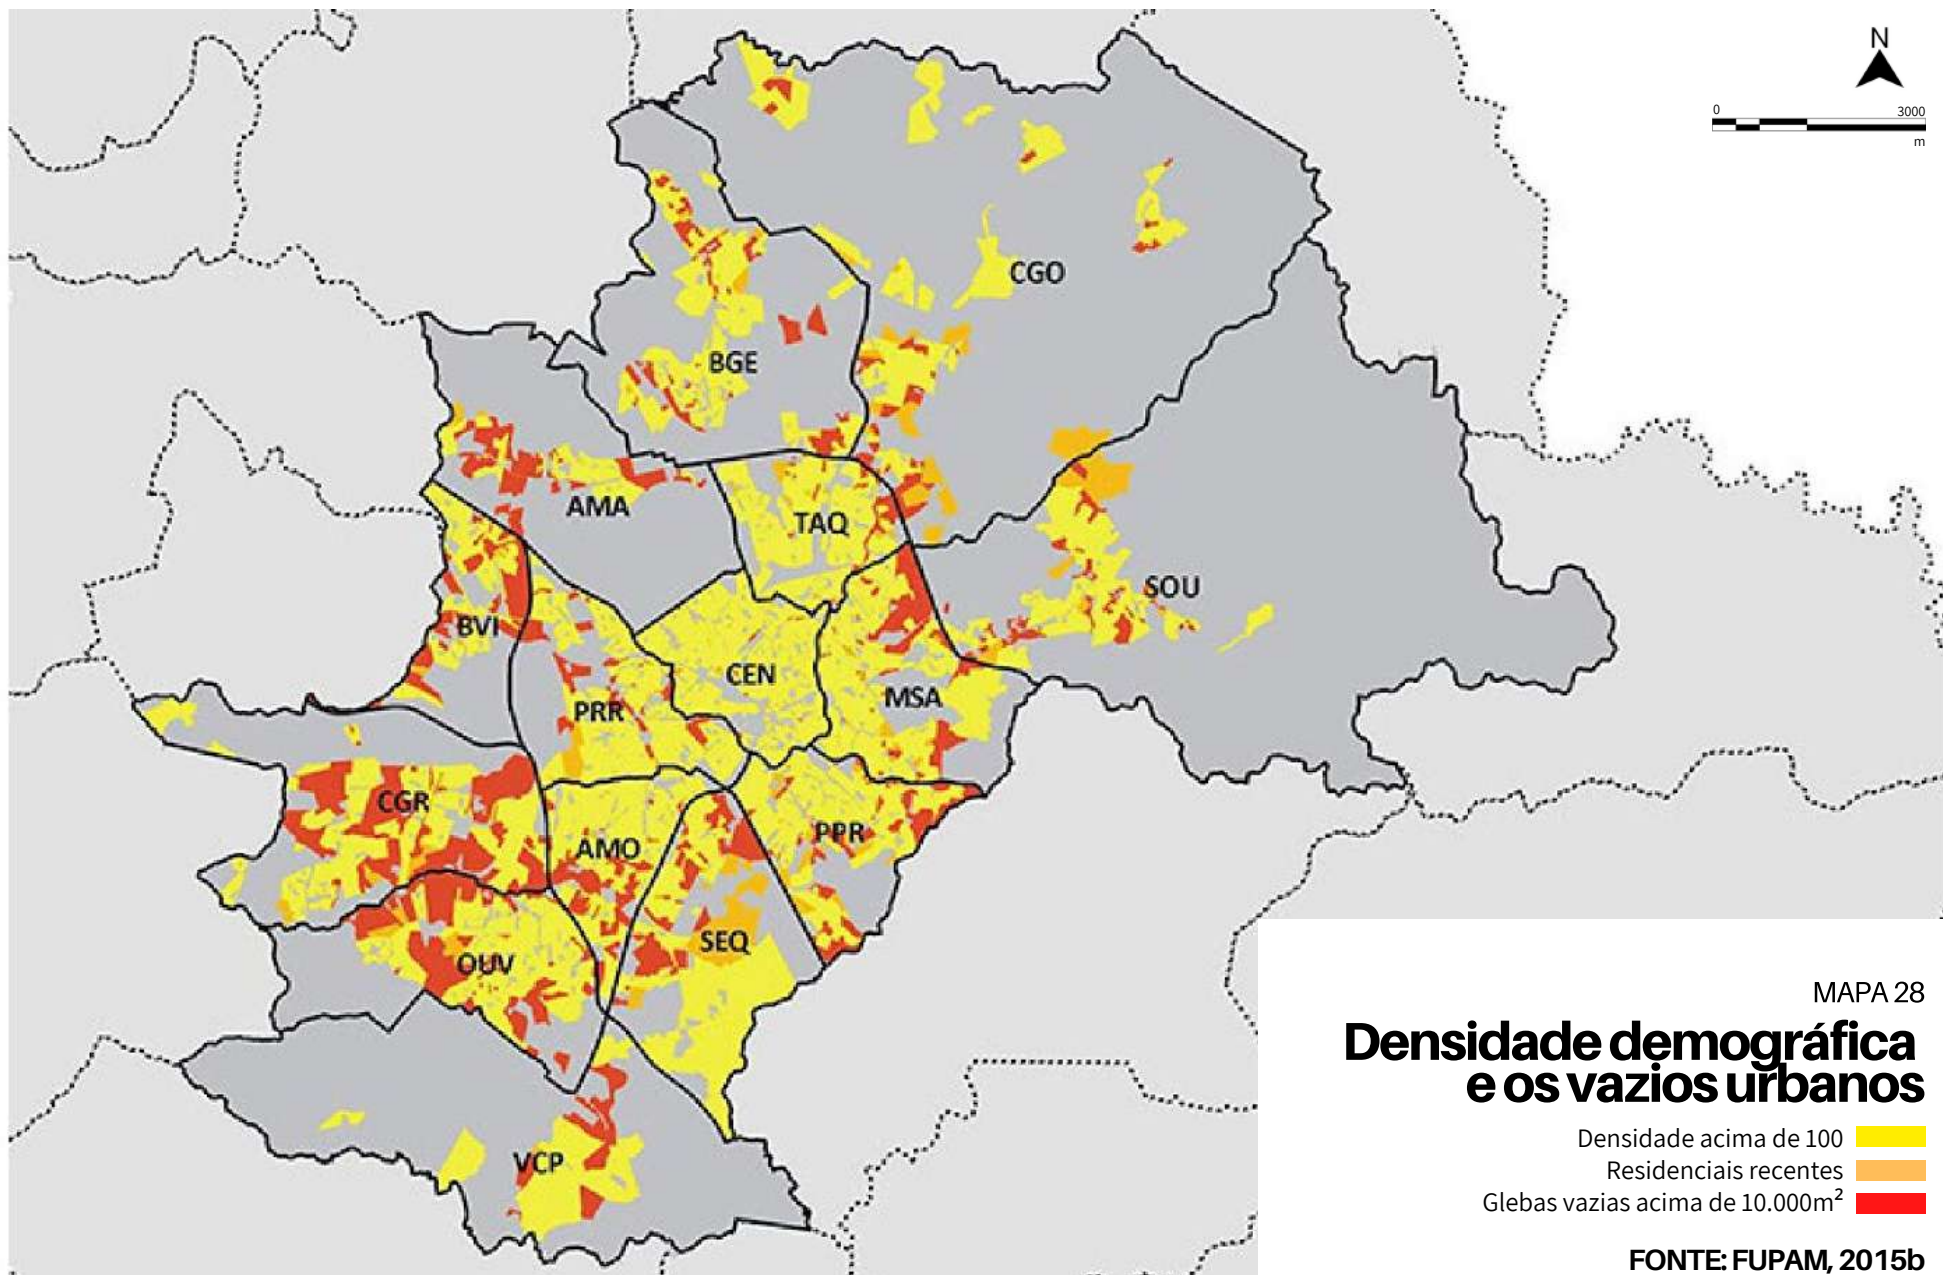 N
0 3000
m
CGO
BGE
AMA
TAQ
SOU
BVI
CEN
MSA
PRR
CGR
AMO
PPR
SEQ
OUV
VCP
MAPA 28
Densidade demográfica
e os vazios urbanos
Densidade acima de 100
Residenciais recentes
Glebas vazias acima de 10.000m²
FONTE: FUPAM, 2015b